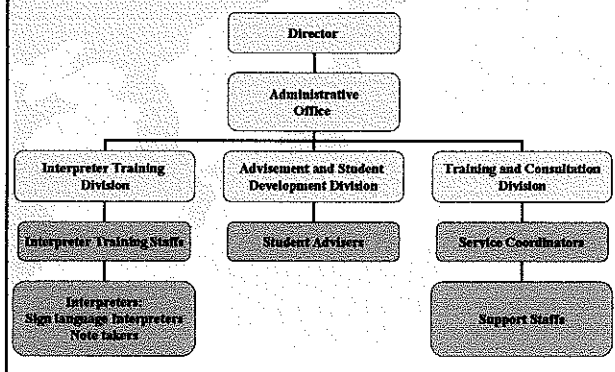 Director
Administrative
Office
Interpreter Training
Division
Advisement and Student
Development Division
Training and Consultation
Division
Interpreter Training Staffs
Student Advisers
Service Coordinators
Interpreters:
Sign language Interpreters
Note takers
Support Staffs